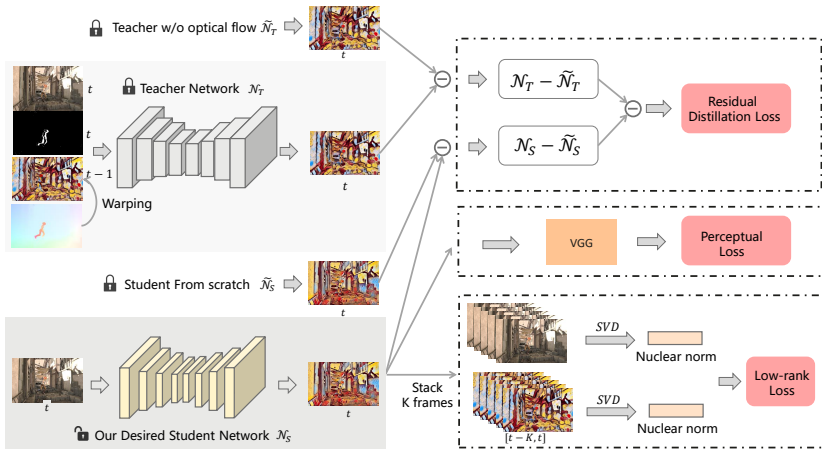 Teacher w/o optical flow Ñ_T
t
t
Teacher Network N_T
t
t − 1
Warping
t
N_T − Ñ_T
N_S − Ñ_S
Residual
Distillation Loss
VGG
Perceptual
Loss
Student From scratch Ñ_S
t
t
Our Desired Student Network N_S
t
Stack
K frames
SVD
Nuclear norm
SVD
Nuclear norm
[t − K, t]
Low-rank
Loss